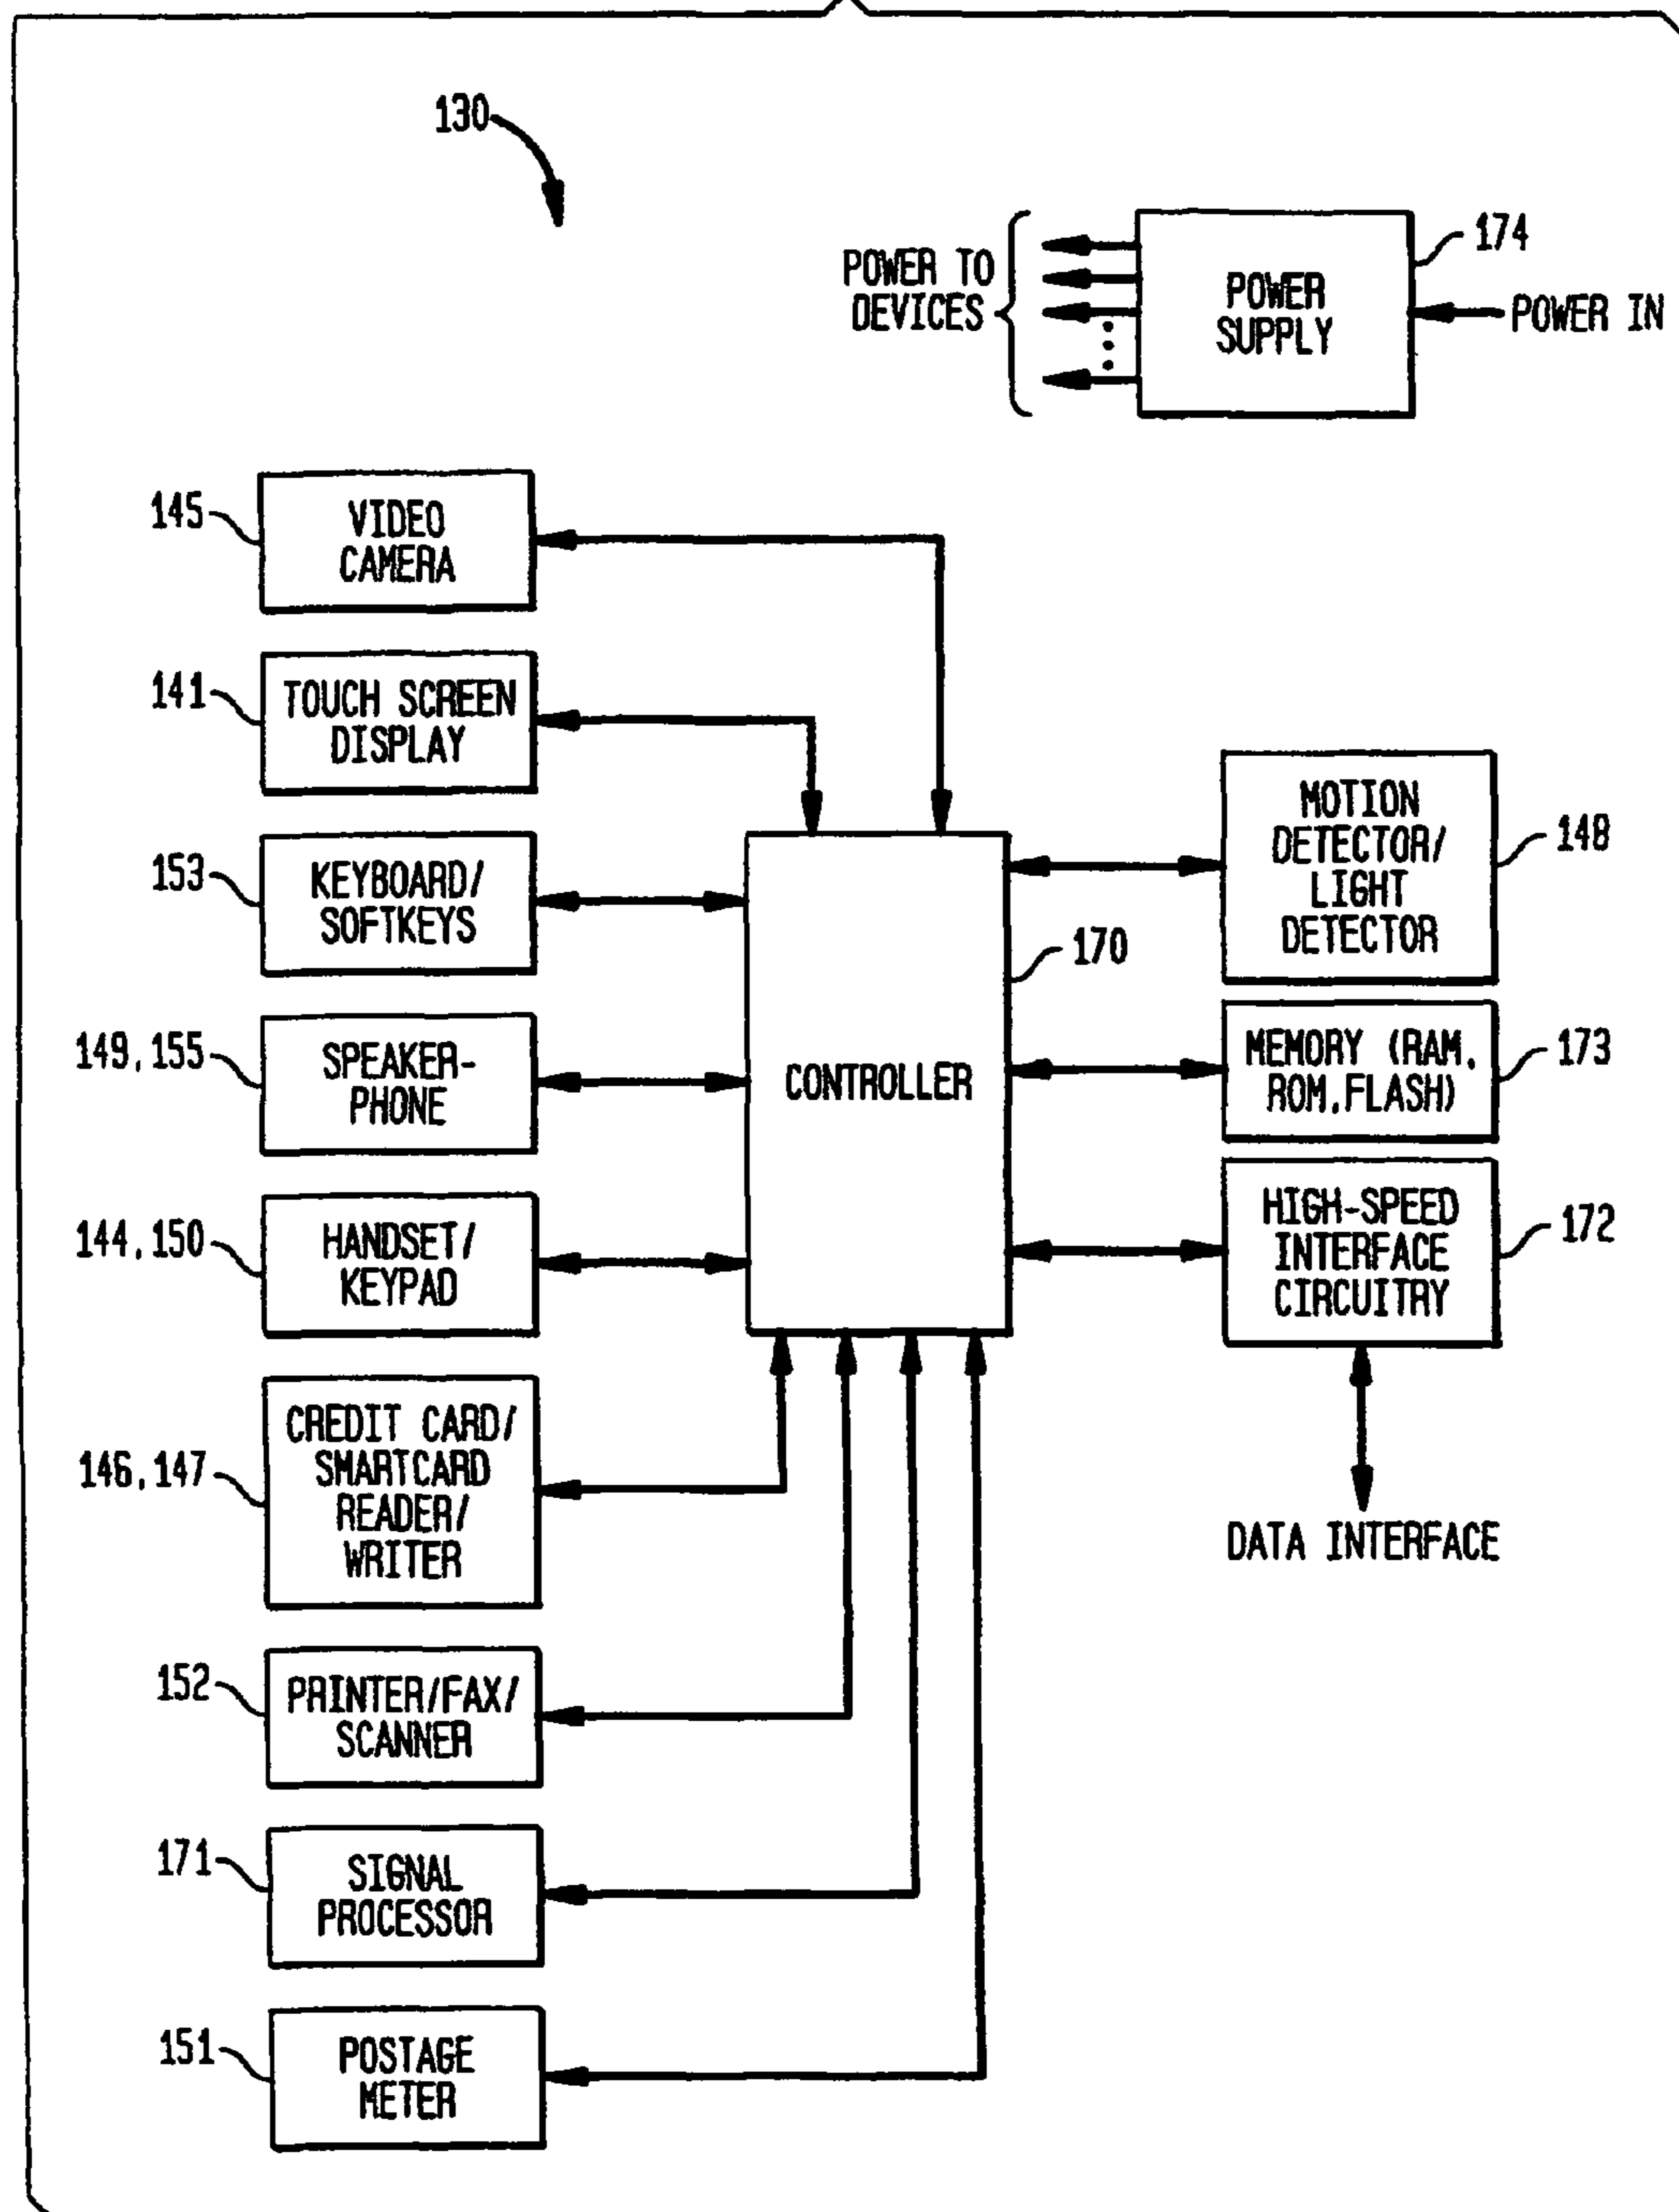 130
174
POWER TO
DEVICES
POWER
SUPPLY
POWER IN
145
VIDEO
CAMERA
141
TOUCH SCREEN
DISPLAY
153
KEYBOARD/
SOFTKEYS
149,155
SPEAKER-
PHONE
144,150
HANDSET/
KEYPAD
146,147
CREDIT CARD/
SMARTCARD
READER/
WRITER
152
PRINTER/FAX/
SCANNER
171
SIGNAL
PROCESSOR
151
POSTAGE
METER
CONTROLLER
170
MOTION
DETECTOR/
LIGHT
DETECTOR
148
MEMORY (RAM,
ROM,FLASH)
173
HIGH-SPEED
INTERFACE
CIRCUITRY
172
DATA INTERFACE